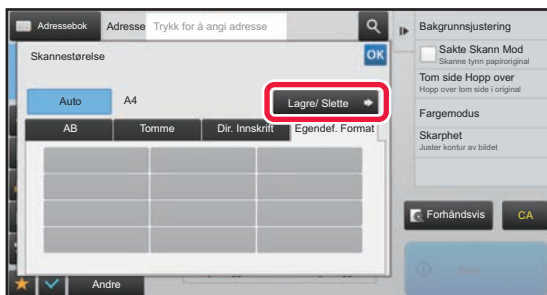 Adressebok
Adresse
Trykk for å angi adresse
Skannestørelse
OK
Auto
A4
Lagre/ Slette
AB
Tomme
Dir. Innskrift
Egendef. Format
Andre
Bakgrunnsjustering
Sakte Skann Mod
Skanne tynn papiroriginal
Tom side Hopp over
Hopp over tom side i original
Fargemodus
Skarphet
Juster kontur av bildet
Forhåndsvis
CA
Start